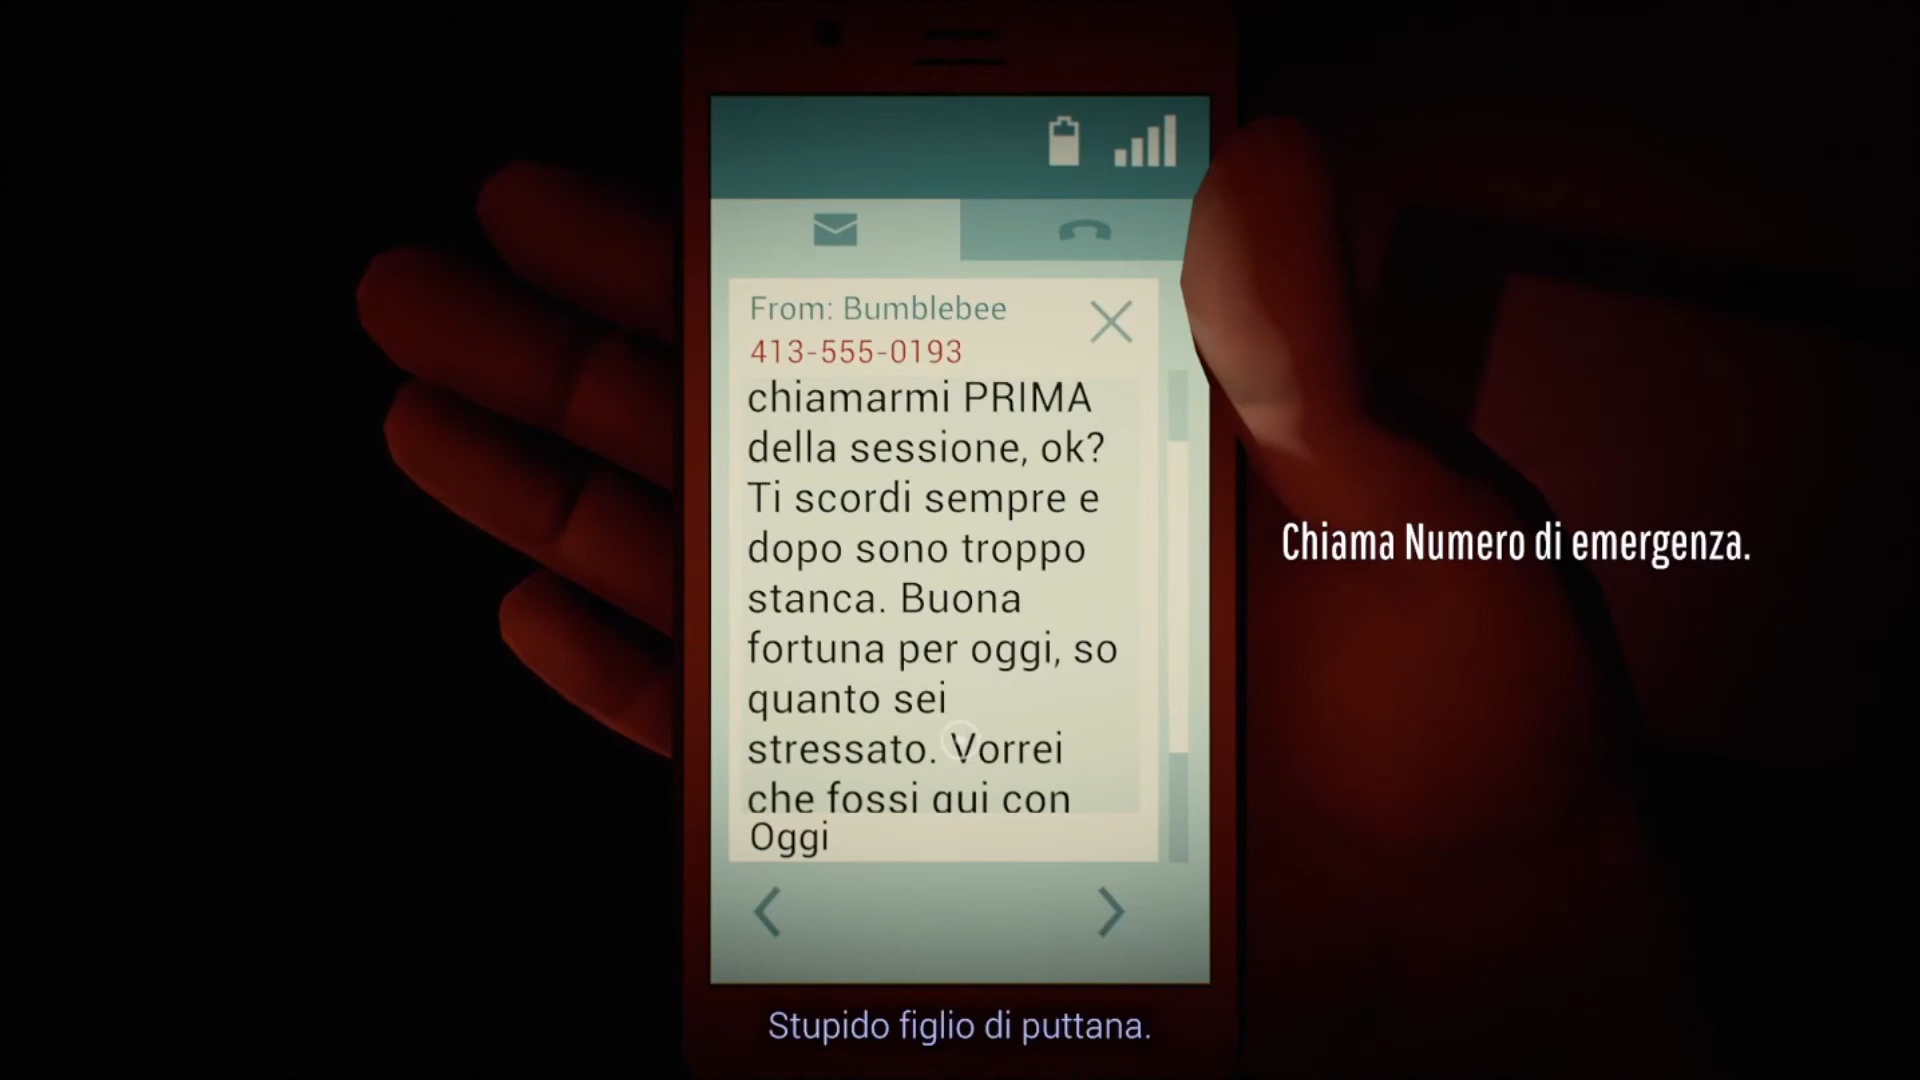 From: Bumblebee
413-555-0193
chiamarmi PRIMA
della sessione, ok?
Ti scordi sempre e
dopo sono troppo
stanca. Buona
fortuna per oggi, so
quanto sei
stressato. Vorrei
che fossi qui con
Oggi
Chiama Numero di emergenza.
Stupido figlio di puttana.